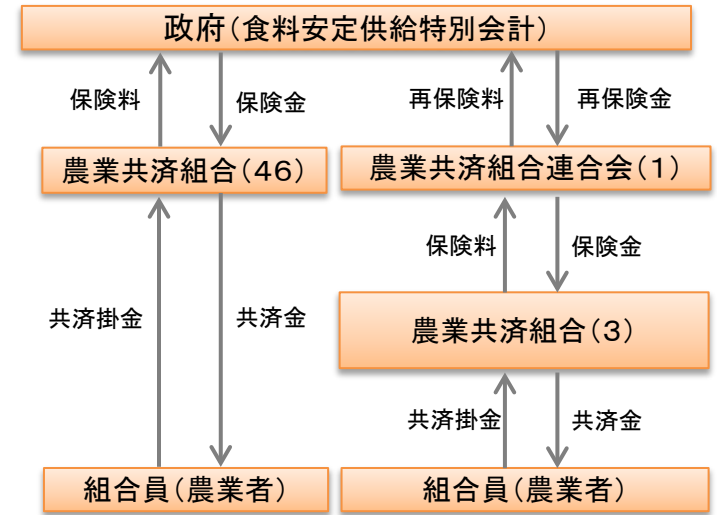 政府（食料安定供給特別会計）
保険料
保険金
再保険料
再保険金
農業共済組合（46）
農業共済組合連合会（1）
保険料
保険金
共済掛金
共済金
農業共済組合（3）
共済掛金
共済金
組合員（農業者）
組合員（農業者）